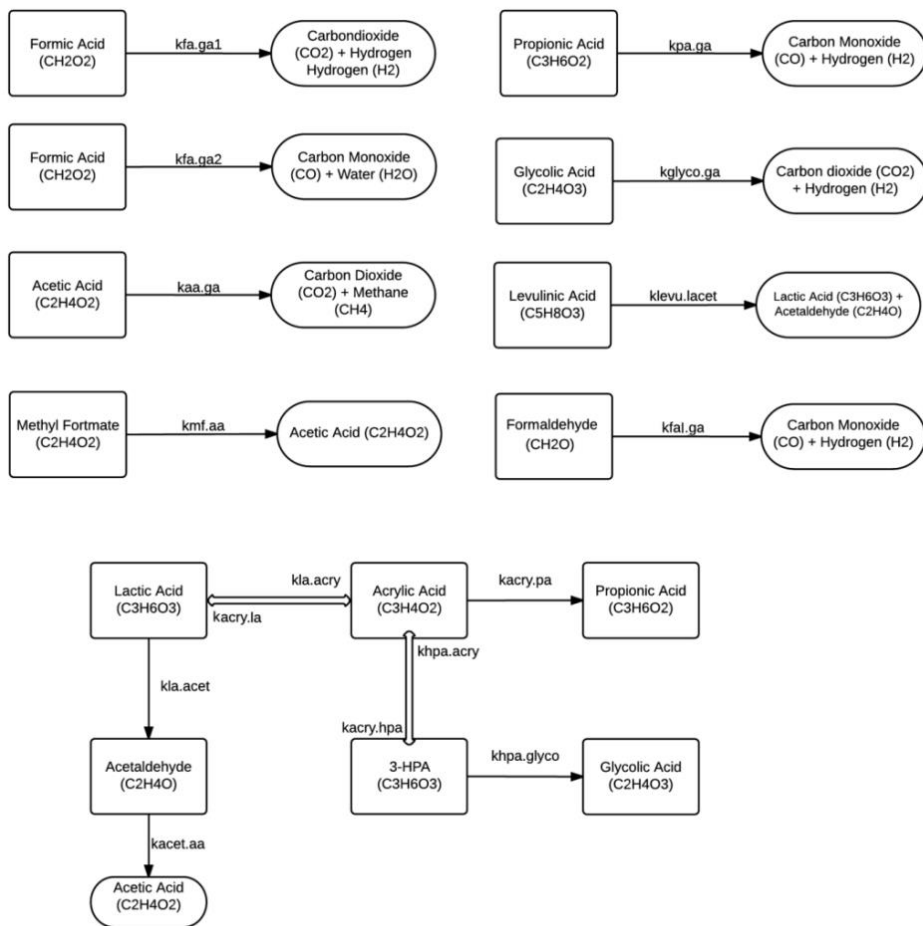 Formic Acid
(CH2O2)
kfa.ga1
Carbondioxide
(CO2) + Hydrogen
Hydrogen (H2)
Propionic Acid
(C3H6O2)
kpa.ga
Carbon Monoxide
(CO) + Hydrogen (H2)
Formic Acid
(CH2O2)
kfa.ga2
Carbon Monoxide
(CO) + Water (H2O)
Glycolic Acid
(C2H4O3)
kglyco.ga
Carbon dioxide (CO2)
+ Hydrogen (H2)
Acetic Acid
(C2H4O2)
kaa.ga
Carbon Dioxide
(CO2) + Methane
(CH4)
Levulinic Acid
(C5H8O3)
klevu.lacet
Lactic Acid (C3H6O3) +
Acetaldehyde (C2H4O)
Methyl Fortmate
(C2H4O2)
kmf.aa
Acetic Acid (C2H4O2)
Formaldehyde
(CH2O)
kfal.ga
Carbon Monoxide
(CO) + Hydrogen (H2)
Lactic Acid
(C3H6O3)
kla.acry
kacry.la
Acrylic Acid
(C3H4O2)
kacry.pa
Propionic Acid
(C3H6O2)
kla.acet
khpa.acry
kacry.hpa
Acetaldehyde
(C2H4O)
3-HPA
(C3H6O3)
khpa.glyco
Glycolic Acid
(C2H4O3)
kacet.aa
Acetic Acid
(C2H4O2)